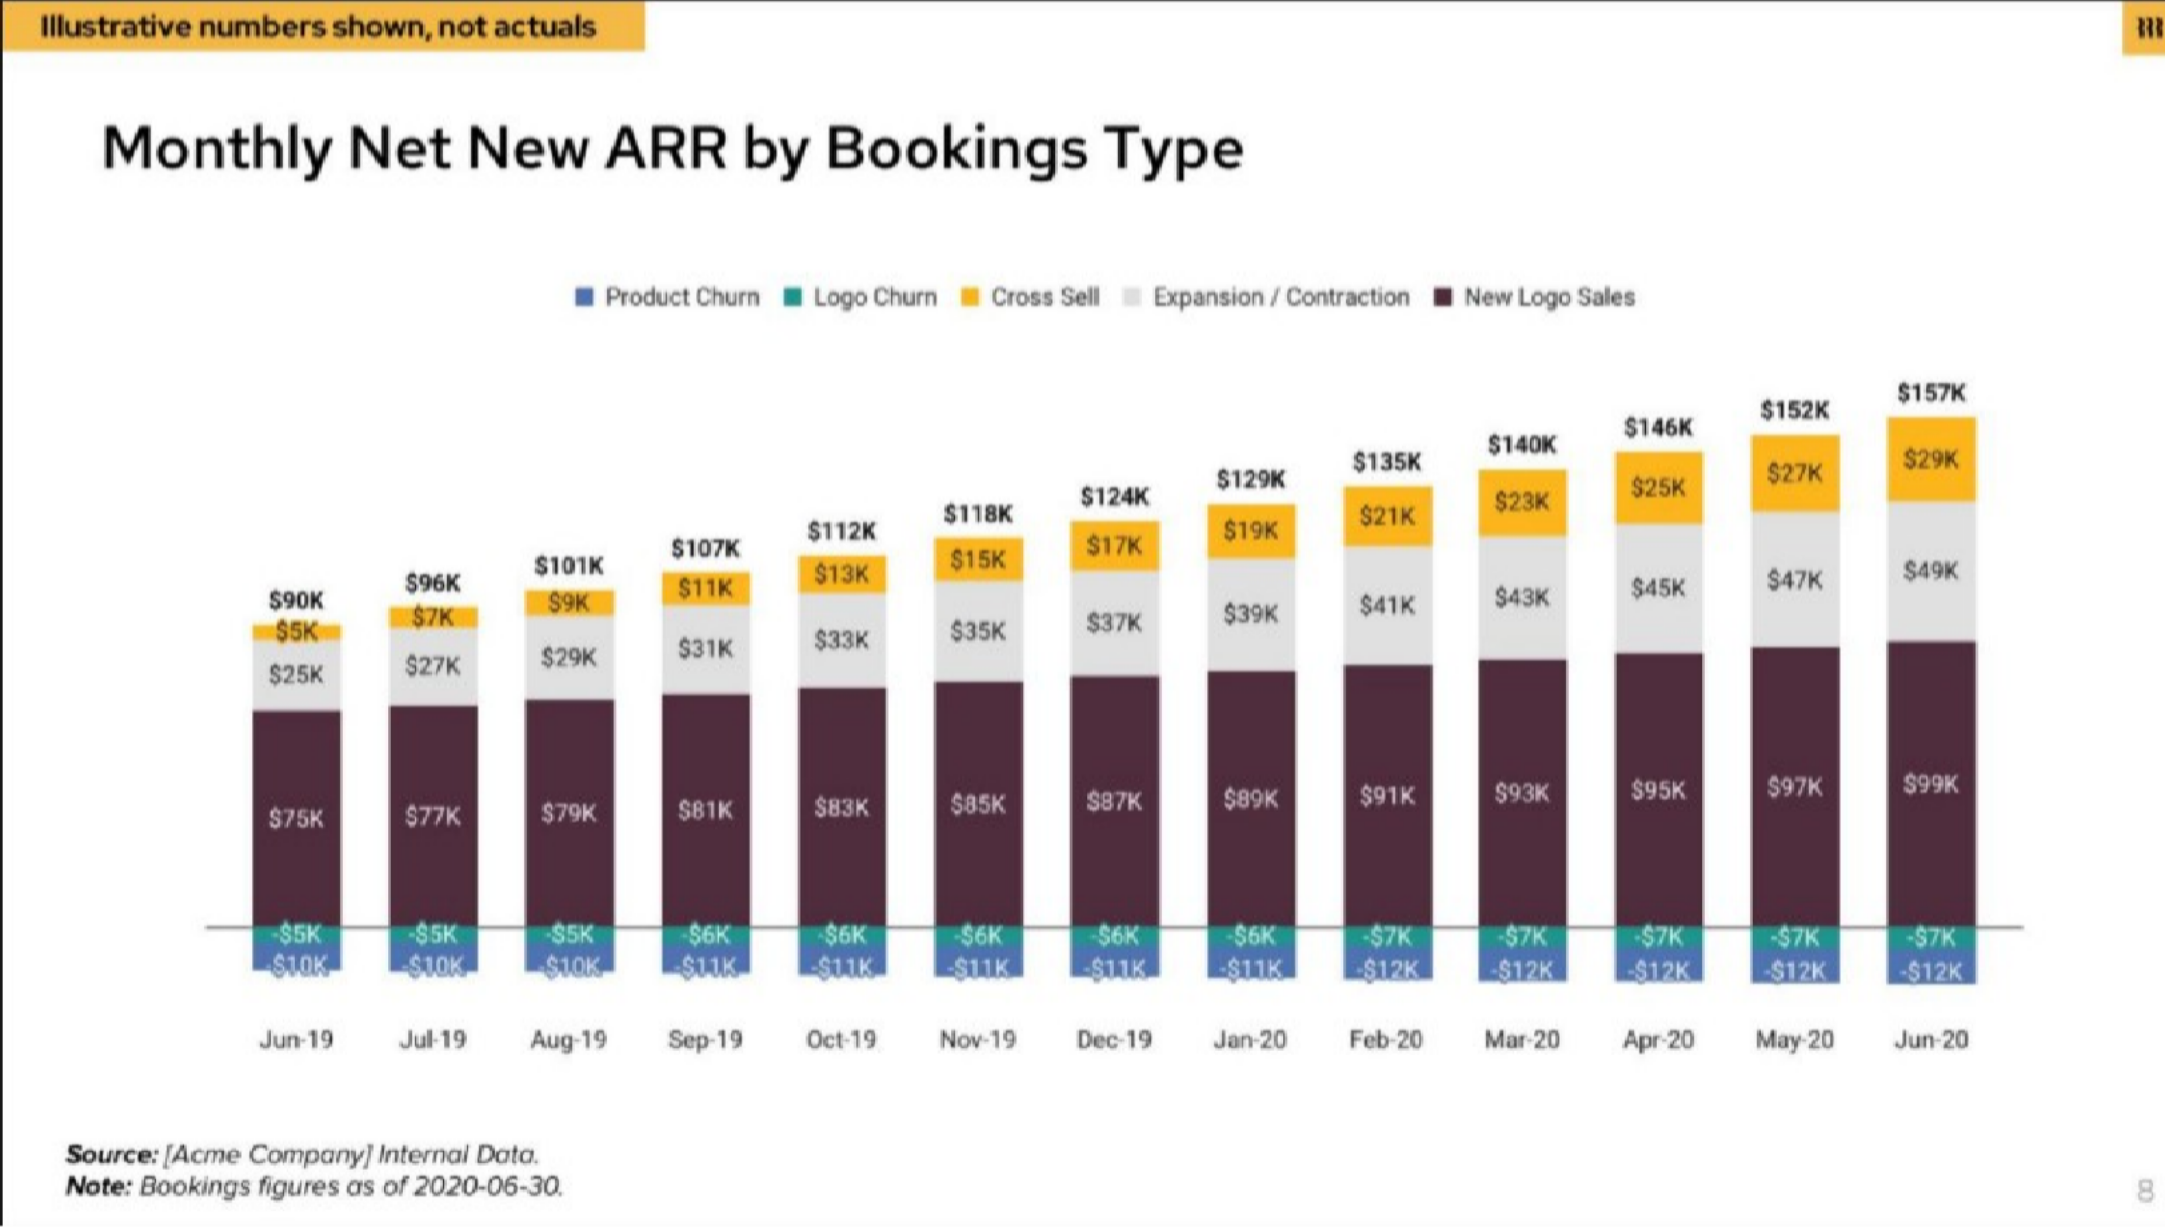 Illustrative numbers shown, not actuals
Monthly Net New ARR by Bookings Type
Product Churn Logo Churn Cross Sell Expansion / Contraction New Logo Sales
$90K $96K $101K $107K $112K $118K $124K $129K $135K $140K $146K $152K $157K
$5K $7K $9K $11K $13K $15K $17K $19K $21K $23K $25K $27K $29K
$25K $27K $29K $31K $33K $35K $37K $39K $41K $43K $45K $47K $49K
$75K $77K $79K $81K $83K $85K $87K $89K $91K $93K $95K $97K $99K
-$5K -$5K -$5K -$6K -$6K -$6K -$6K -$6K -$7K -$7K -$7K -$7K -$7K
-$10K -$10K -$10K -$11K -$11K -$11K -$11K -$11K -$12K -$12K -$12K -$12K -$12K
Jun-19 Jul-19 Aug-19 Sep-19 Oct-19 Nov-19 Dec-19 Jan-20 Feb-20 Mar-20 Apr-20 May-20 Jun-20
Source: [Acme Company] Internal Data.
Note: Bookings figures as of 2020-06-30.
8